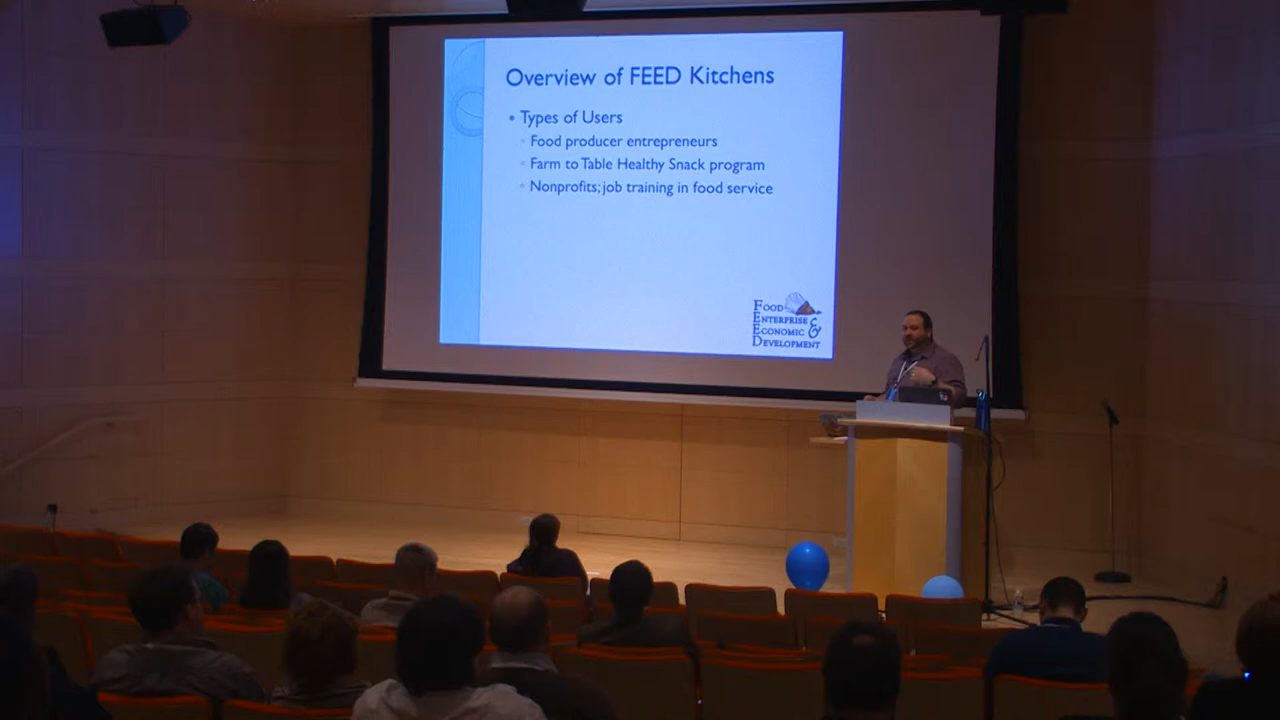 Overview of FEED Kitchens
• Types of Users
◦ Food producer entrepreneurs
◦ Farm to Table Healthy Snack program
◦ Nonprofits; job training in food service
FOOD
ENTERPRISE &
ECONOMIC
DEVELOPMENT